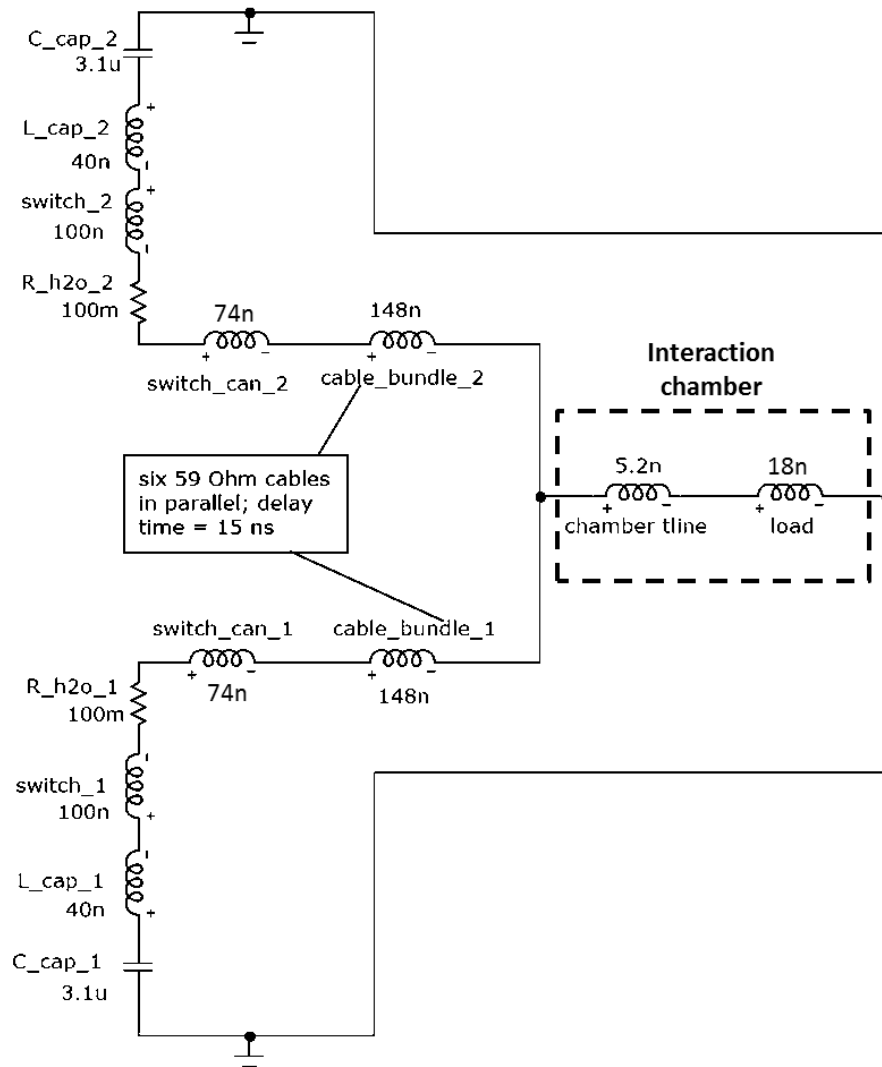 C_cap_2
3.1u
L_cap_2
40n
switch_2
100n
R_h2o_2
100m
74n
switch_can_2
148n
cable_bundle_2
Interaction
chamber
5.2n
chamber tline
18n
load
six 59 Ohm cables
in parallel; delay
time = 15 ns
switch_can_1
74n
cable_bundle_1
148n
R_h2o_1
100m
switch_1
100n
L_cap_1
40n
C_cap_1
3.1u